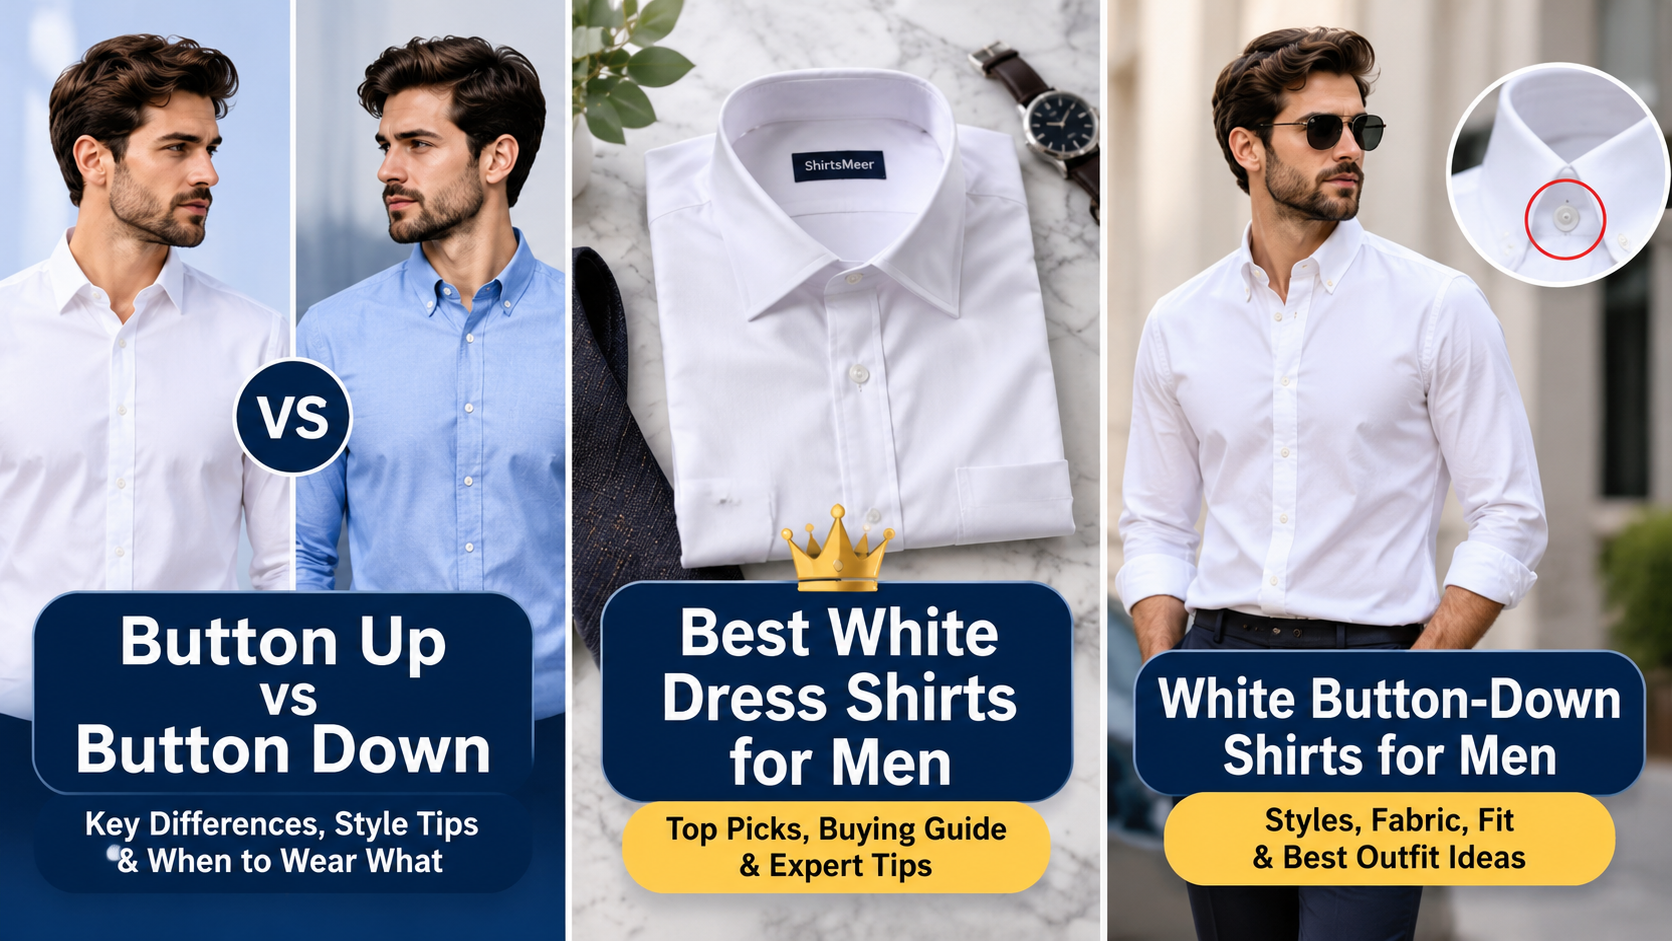 VS
Button Up
vs
Button Down
Key Differences, Style Tips
& When to Wear What
ShirtsMeer
Best White
Dress Shirts
for Men
Top Picks, Buying Guide
& Expert Tips
White Button-Down
Shirts for Men
Styles, Fabric, Fit
& Best Outfit Ideas